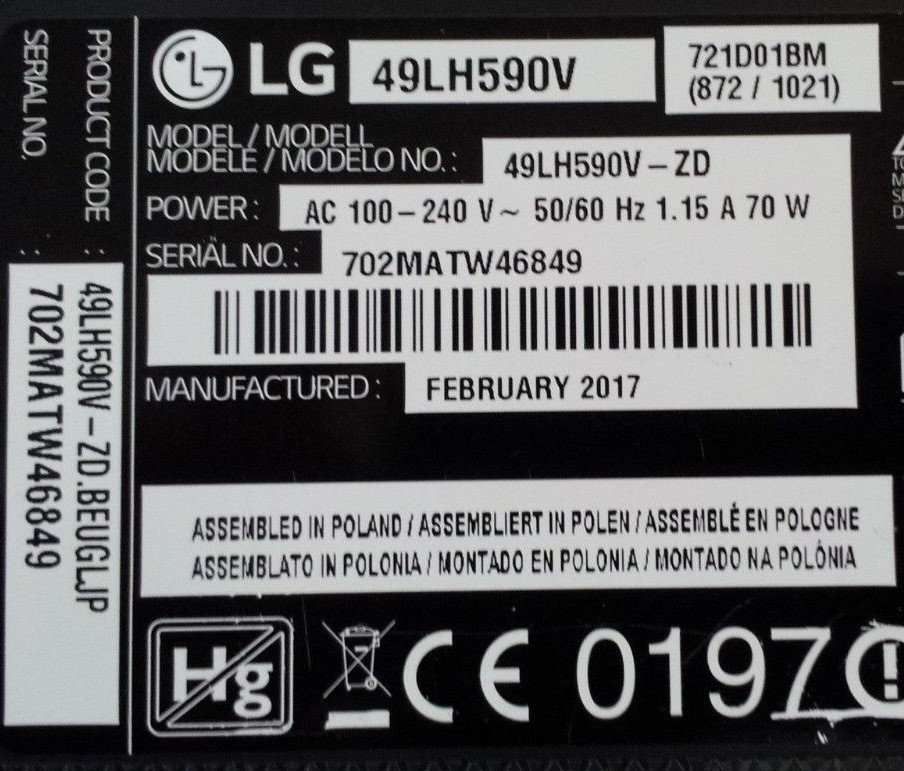 PRODUCT CODE : 49LH590V-ZD.BEUGLJP
SERIAL NO. : 702MATW46849
LG 49LH590V
721D01BM
(872 / 1021)
MODEL / MODELL
MODÈLE / MODELO NO. : 49LH590V-ZD
POWER : AC 100-240 V~ 50/60 Hz 1.15 A 70 W
SERIAL NO. : 702MATW46849
MANUFACTURED : FEBRUARY 2017
ASSEMBLED IN POLAND / ASSEMBLIERT IN POLEN / ASSEMBLÉ EN POLOGNE
ASSEMBLATO IN POLONIA / MONTADO EN POLONIA / MONTADO NA POLÓNIA
Hg CE 0197